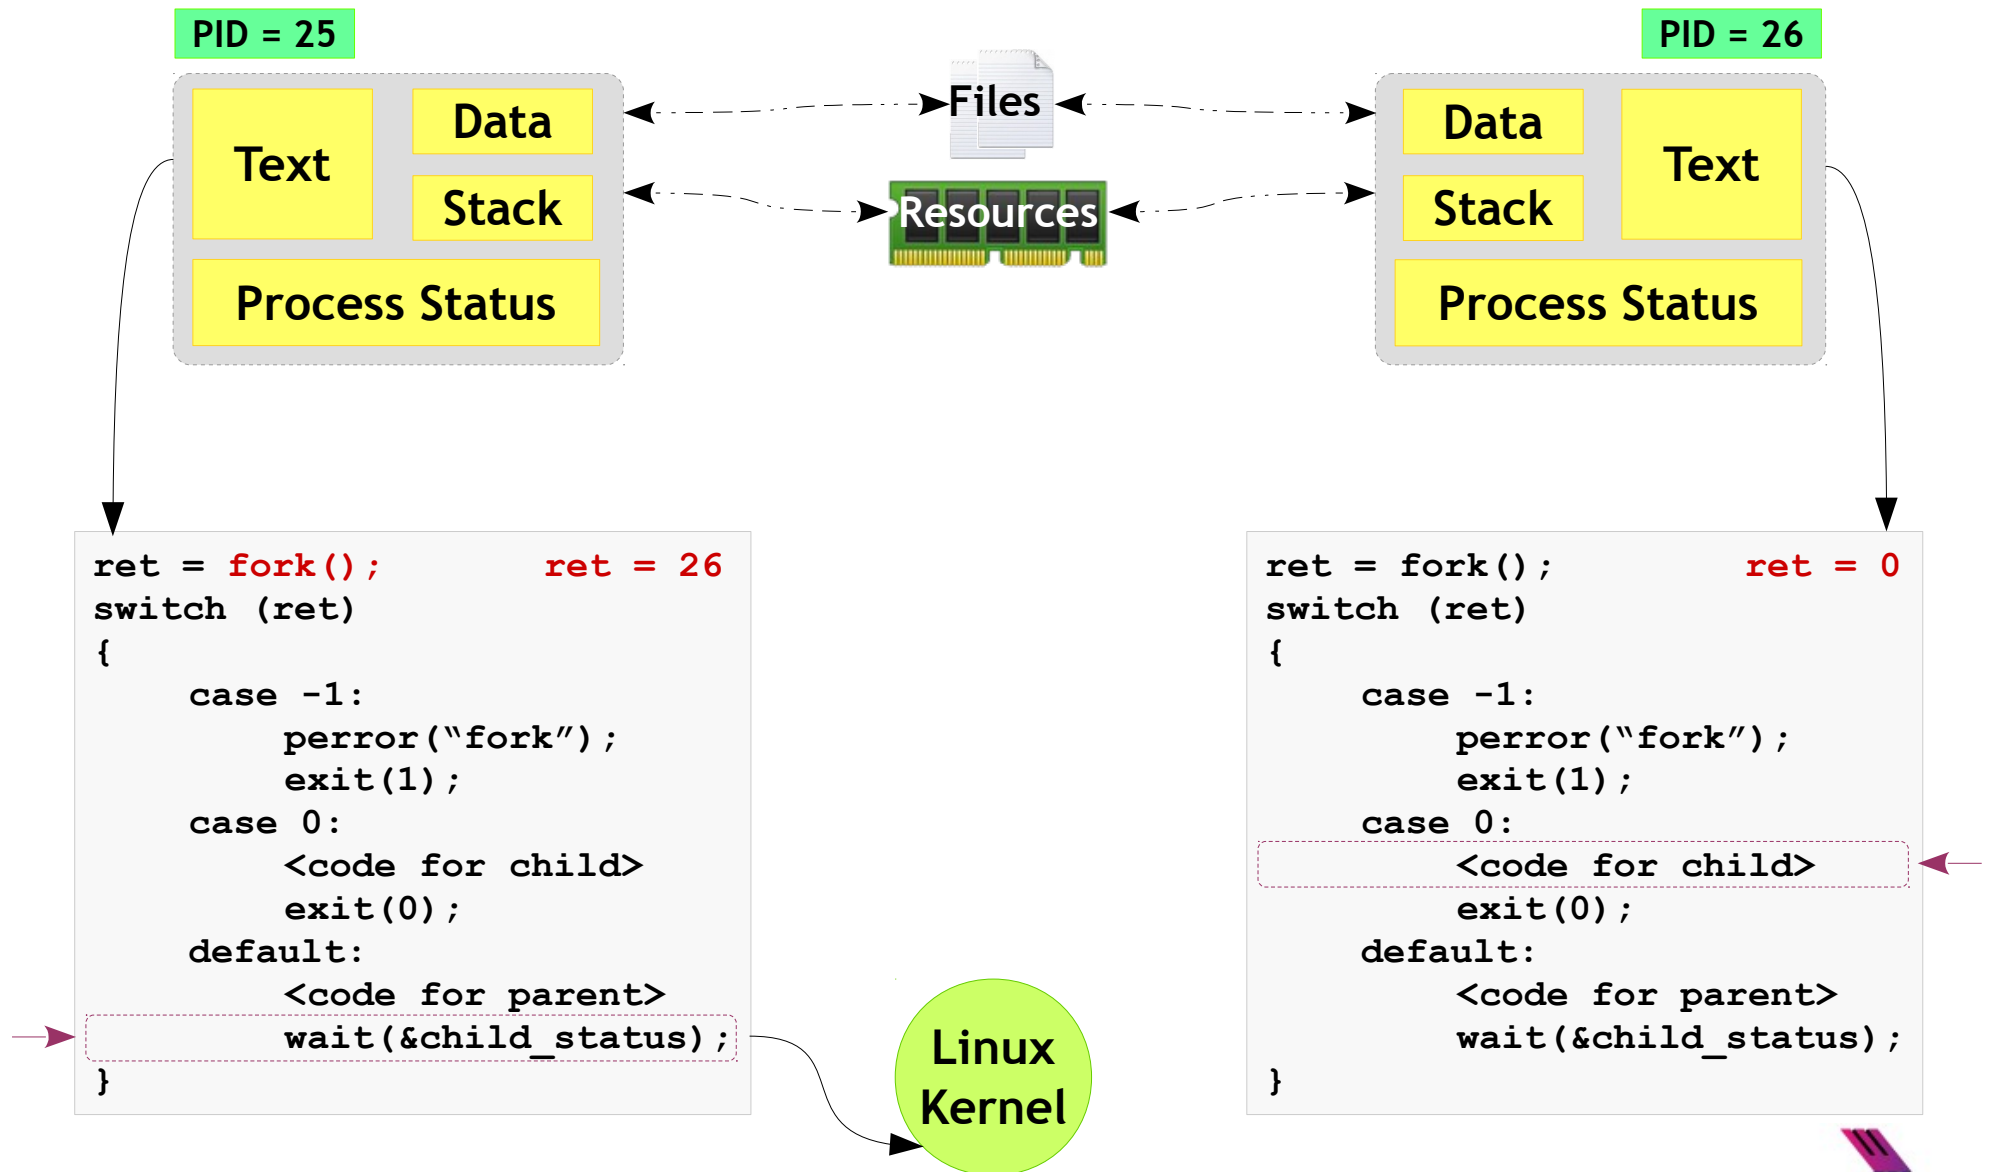 PID = 25
Text
Data
Stack
Process Status
Files
Resources
PID = 26
Data
Stack
Text
Process Status
ret = fork(); ret = 26
switch (ret)
{
case -1:
perror(“fork”);
exit(1);
case 0:
<code for child>
exit(0);
default:
<code for parent>
wait(&child_status);
}
Linux
Kernel
ret = fork(); ret = 0
switch (ret)
{
case -1:
perror(“fork”);
exit(1);
case 0:
<code for child>
exit(0);
default:
<code for parent>
wait(&child_status);
}